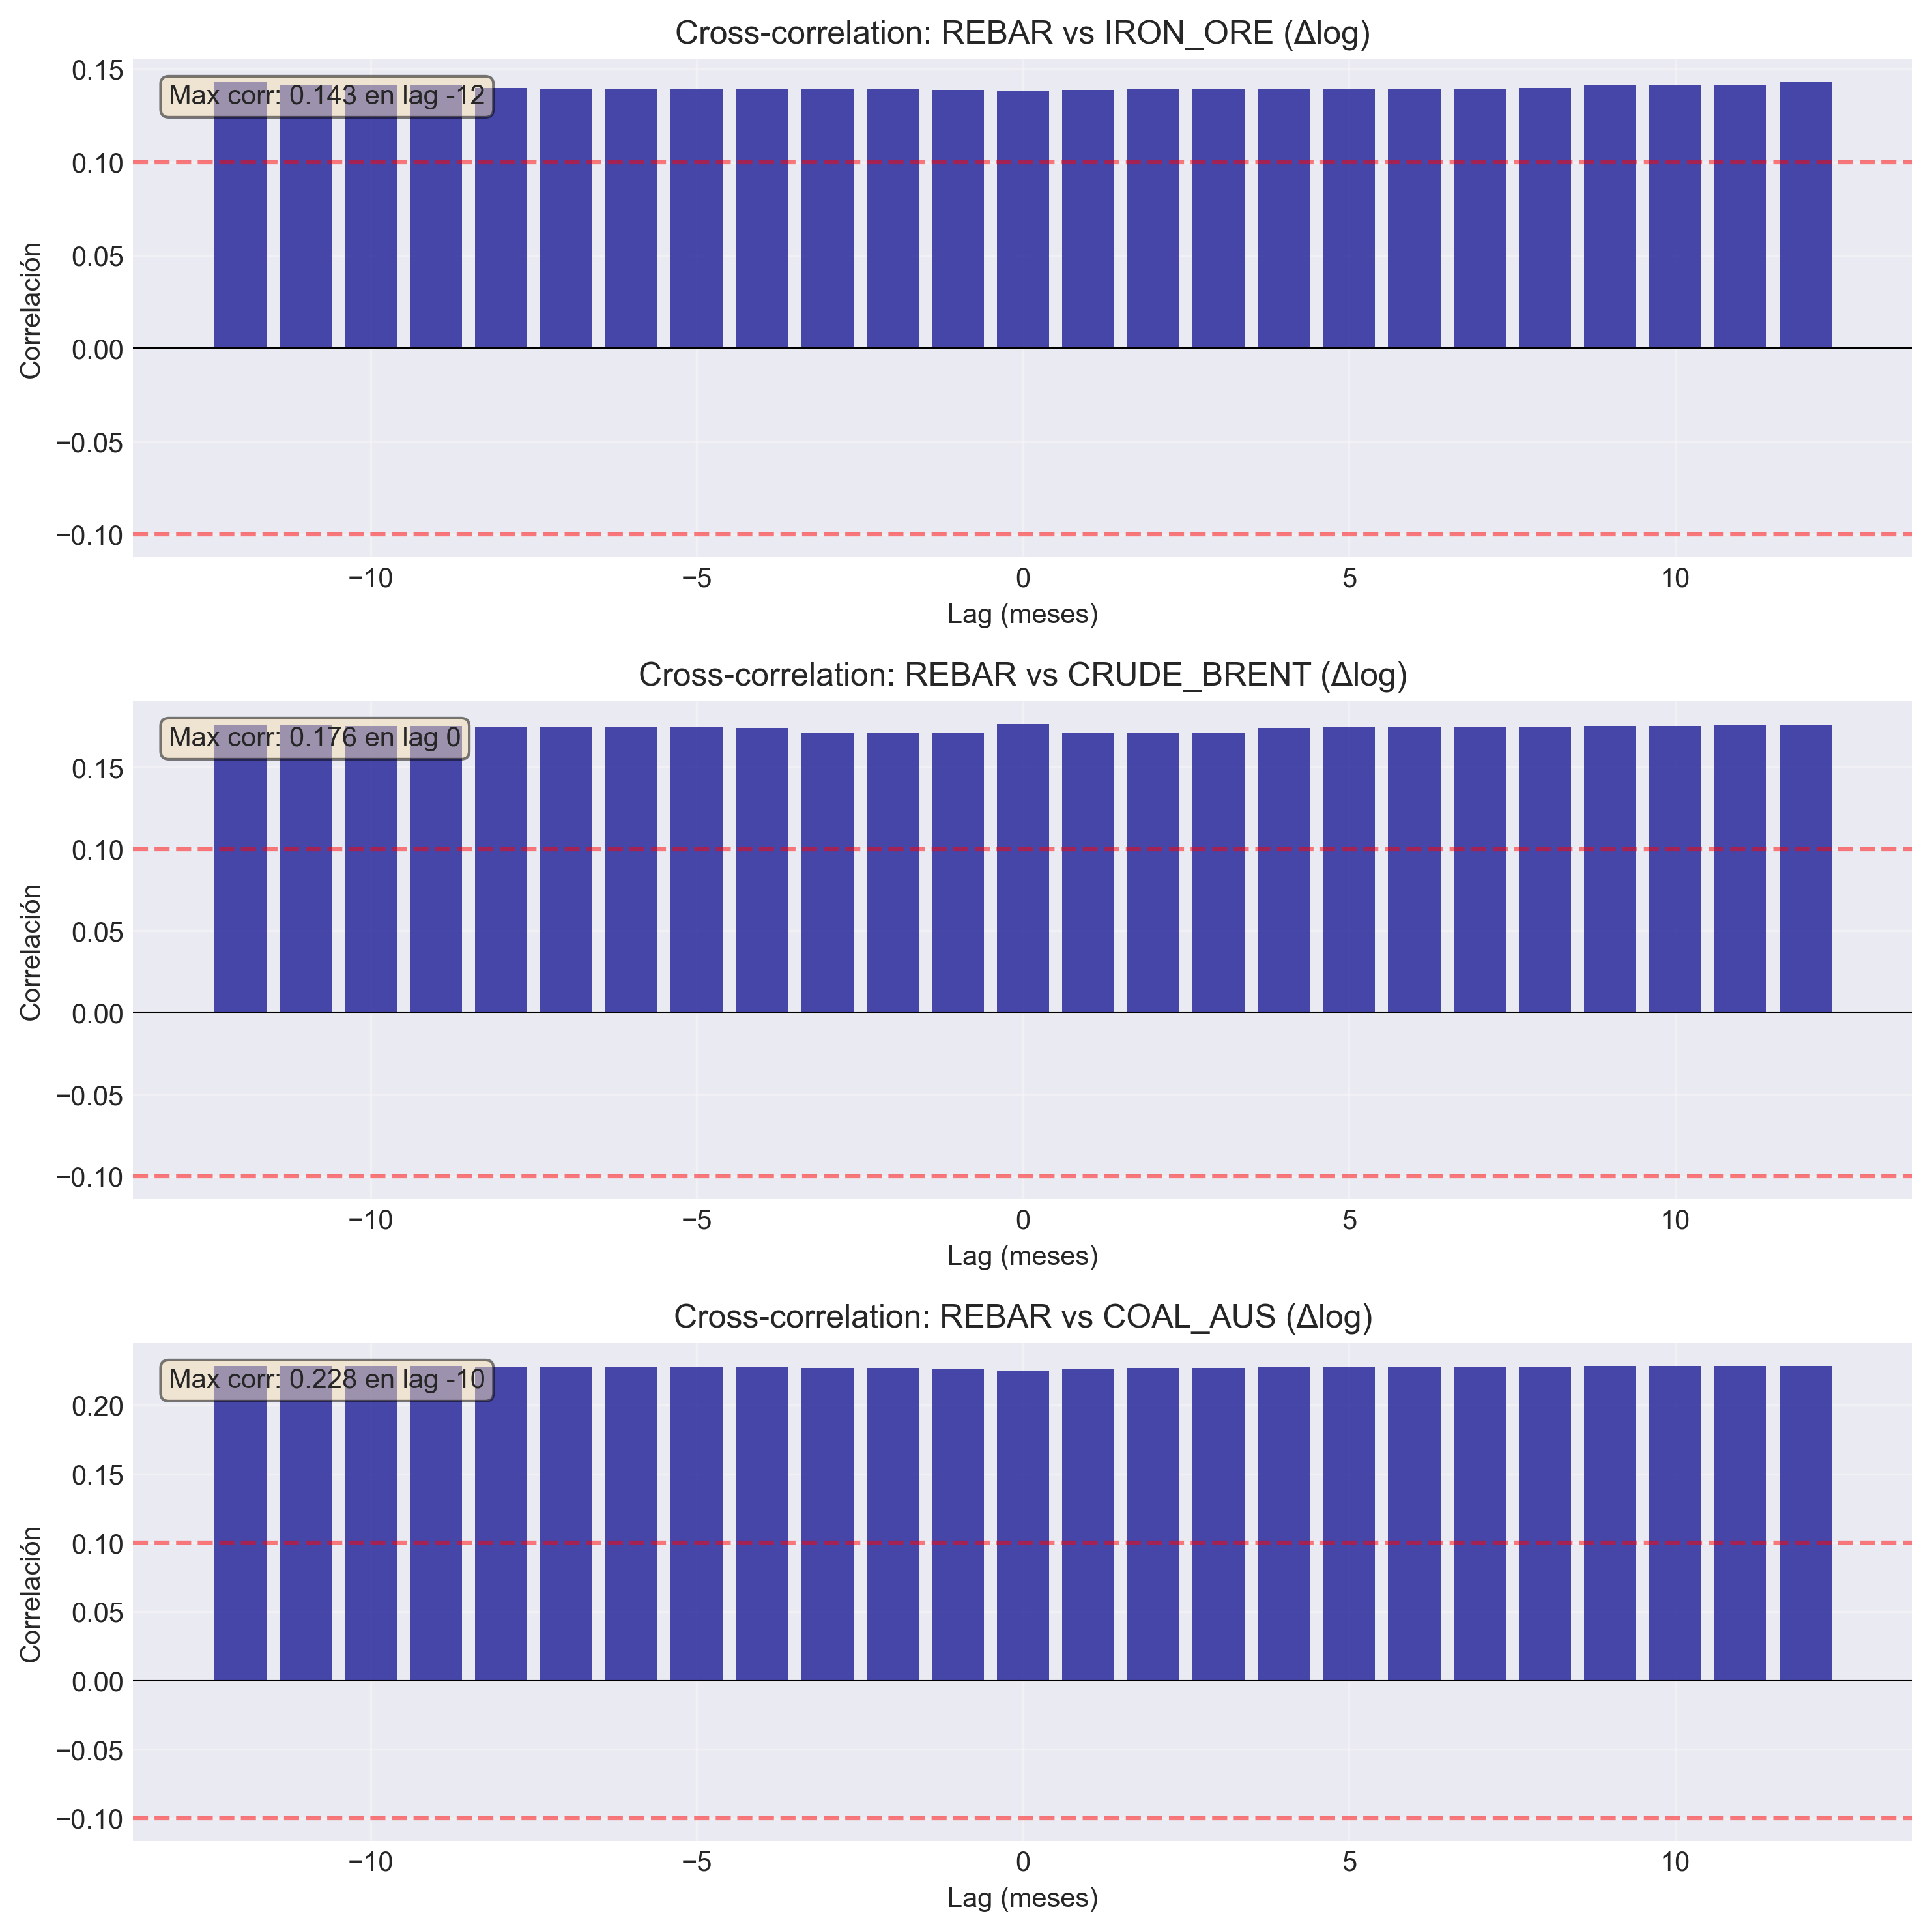 Cross-correlation: REBAR vs IRON_ORE (Δlog)
Max corr: 0.143 en lag -12
0.15
0.10
0.05
0.00
−0.05
−0.10
Correlación
−10 −5 0 5 10
Lag (meses)
Cross-correlation: REBAR vs CRUDE_BRENT (Δlog)
Max corr: 0.176 en lag 0
0.15
0.10
0.05
0.00
−0.05
−0.10
Correlación
−10 −5 0 5 10
Lag (meses)
Cross-correlation: REBAR vs COAL_AUS (Δlog)
Max corr: 0.228 en lag -10
0.20
0.15
0.10
0.05
0.00
−0.05
−0.10
Correlación
−10 −5 0 5 10
Lag (meses)